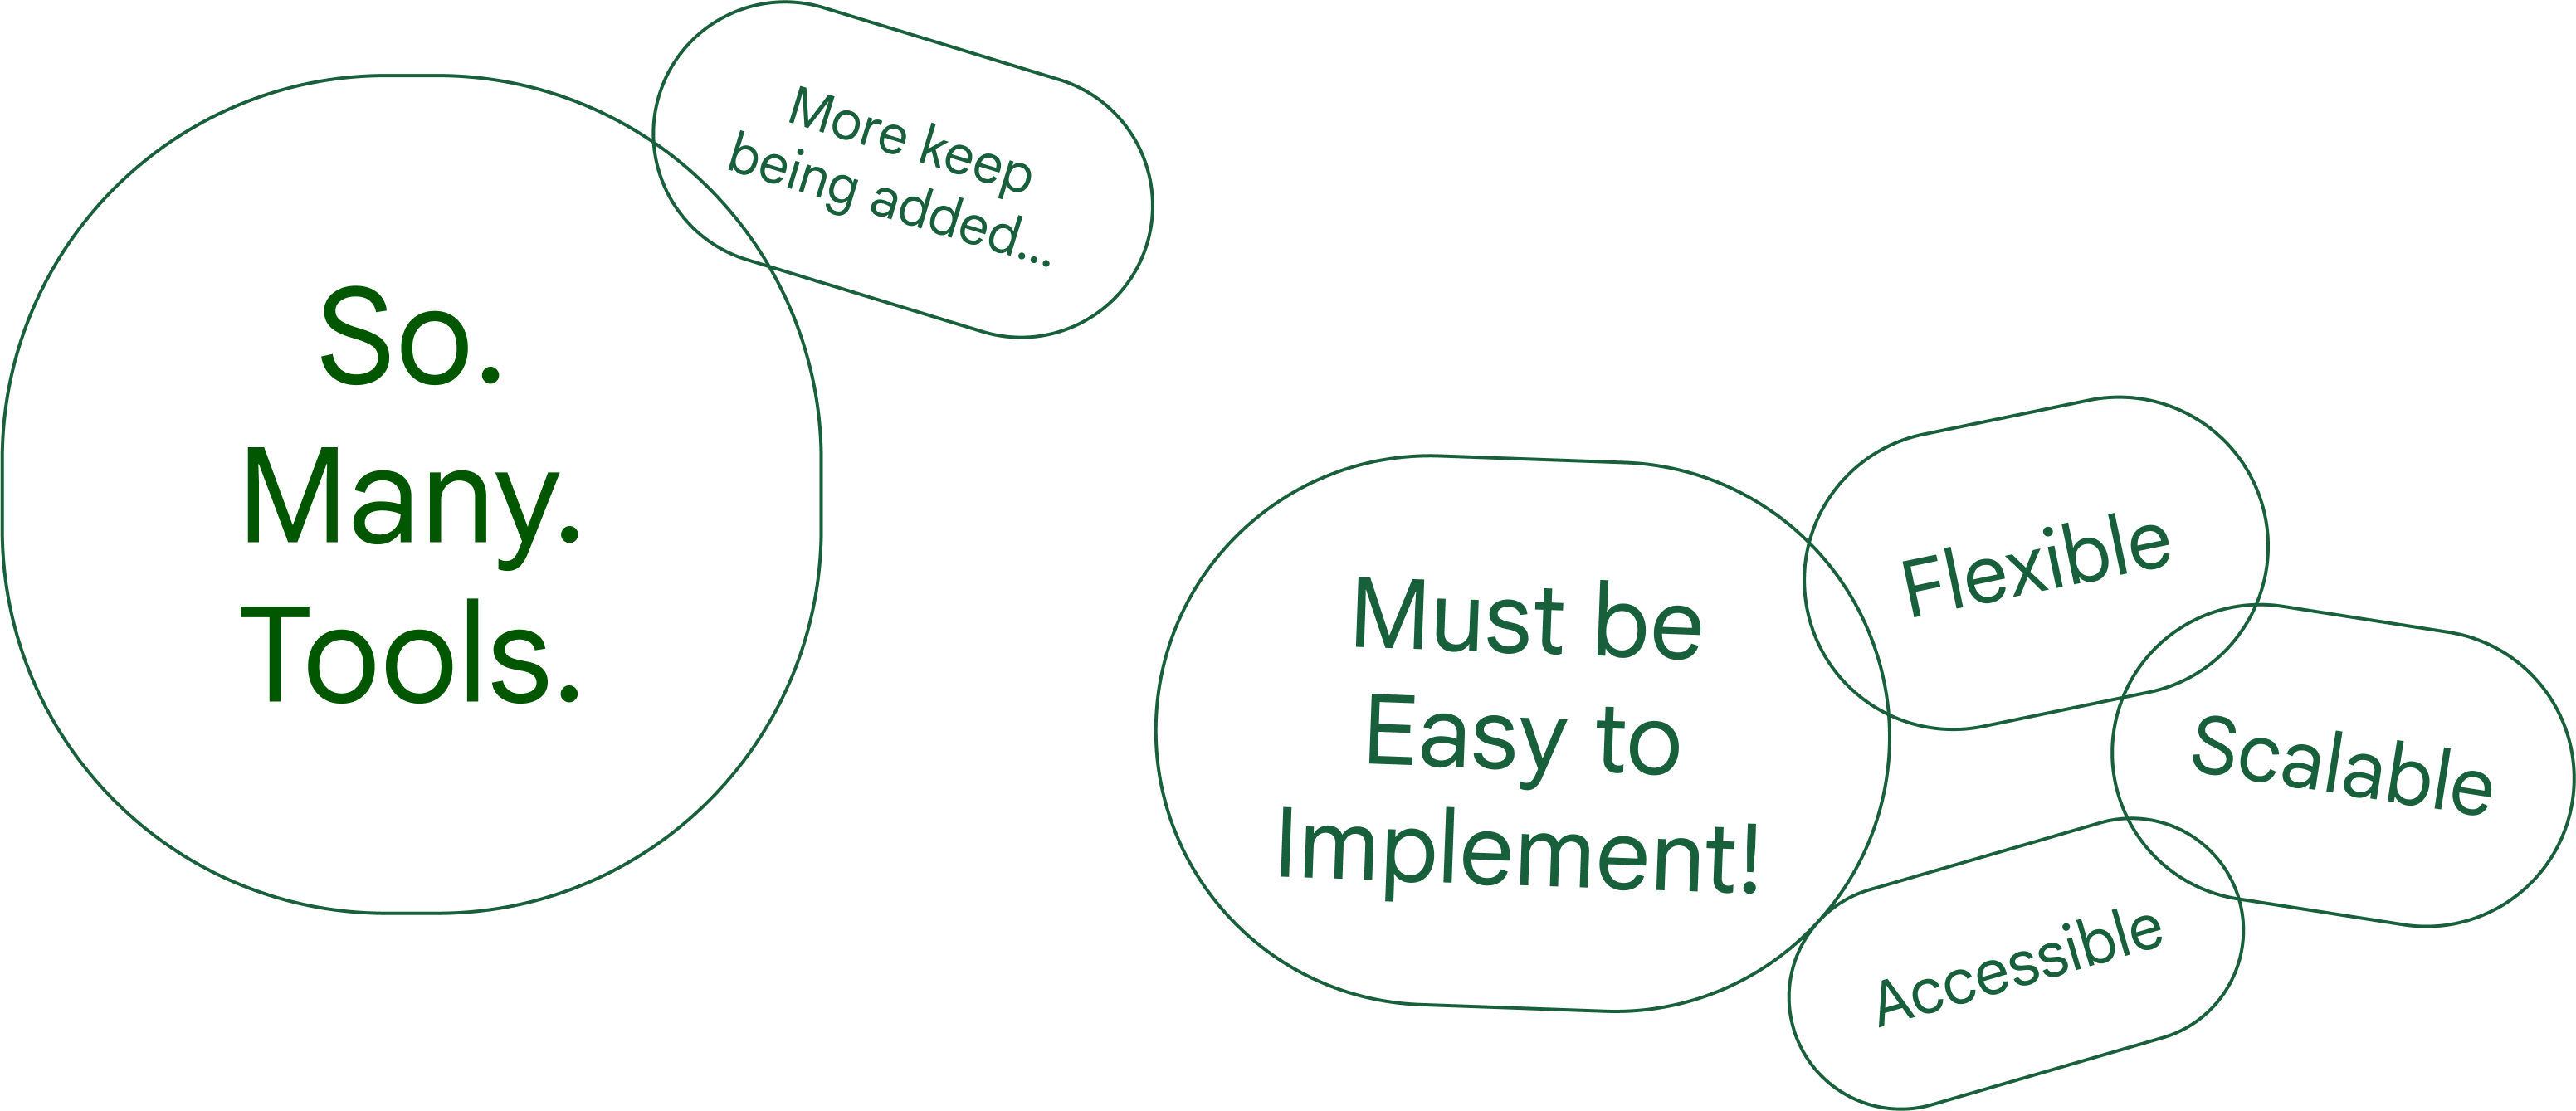 More keep
being added...
So.
Many.
Tools.
Must be
Easy to
Implement!
Flexible
Scalable
Accessible